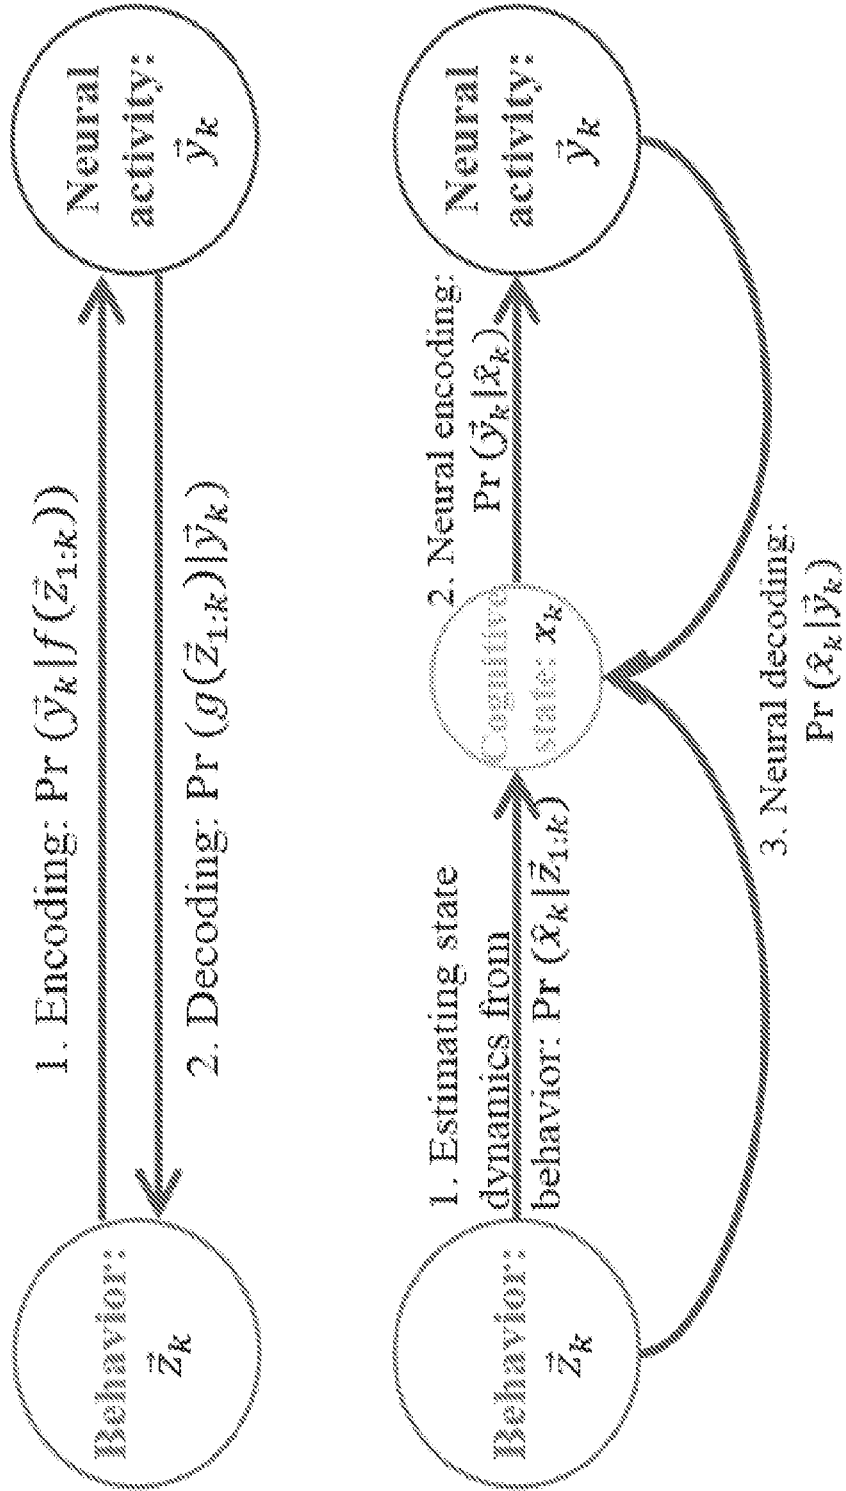 Behavior:
z⃗ₖ
1. Encoding: Pr (y⃗ₖ|f(z⃗₁:ₖ))
2. Decoding: Pr (g(z⃗₁:ₖ)|y⃗ₖ)
Neural
activity:
y⃗ₖ
Behavior:
z⃗ₖ
1. Estimating state
dynamics from
behavior: Pr (x̂ₖ|z⃗₁:ₖ)
Cognitive
state: xₖ
2. Neural encoding:
Pr (y⃗ₖ|x̂ₖ)
Neural
activity:
y⃗ₖ
3. Neural decoding:
Pr (x̂ₖ|y⃗ₖ)